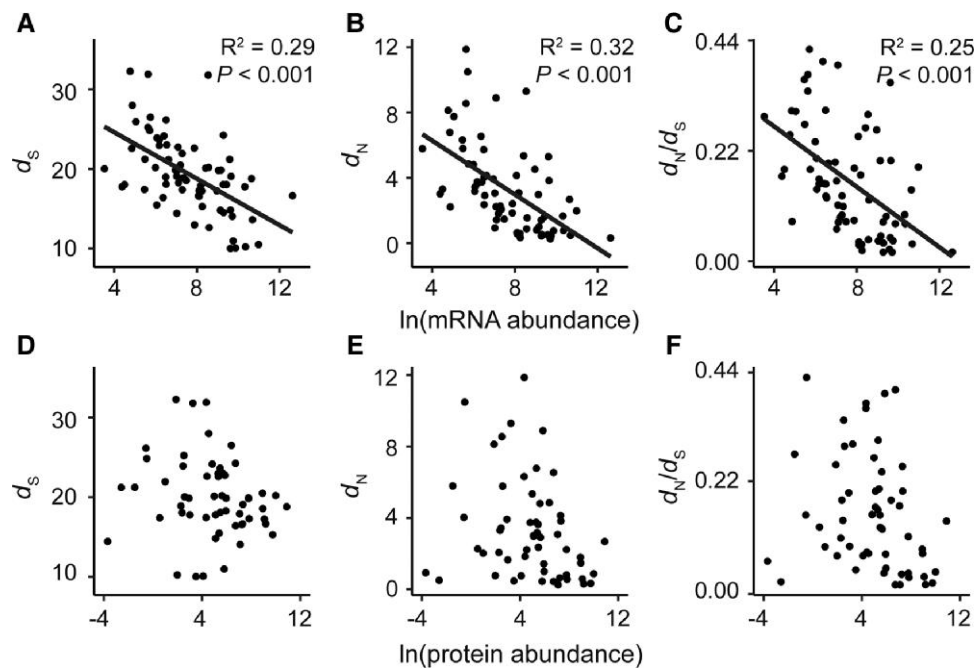 A
R² = 0.29
P < 0.001
30
20
10
dS
4
8
12
B
R² = 0.32
P < 0.001
12
8
4
0
dN
4
8
12
C
R² = 0.25
P < 0.001
0.44
0.22
0.00
dN/dS
4
8
12
ln(mRNA abundance)
D
30
20
10
dS
-4
4
12
E
12
8
4
0
dN
-4
4
12
F
0.44
0.22
0.00
dN/dS
-4
4
12
ln(protein abundance)